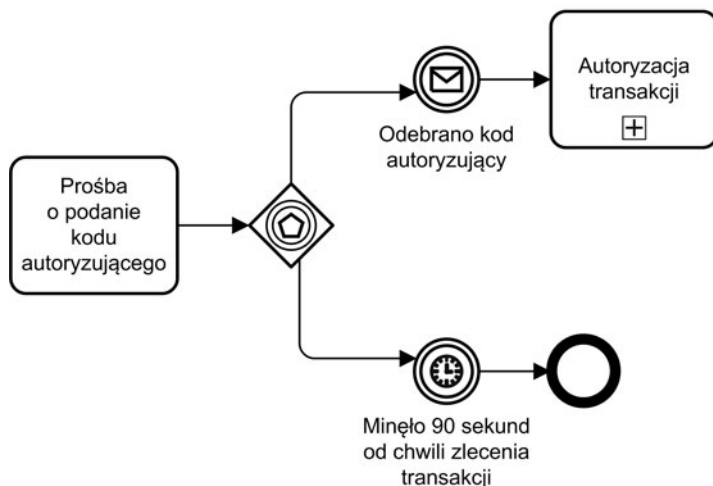 Autoryzacja
transakcji
Odebrano kod
autoryzujący
Prośba
o podanie
kodu
autoryzującego
Minęło 90 sekund
od chwili zlecenia
transakcji